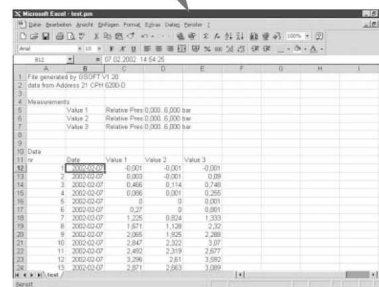 Microsoft Excel - test.prn
Datei Bearbeiten Ansicht Einfügen Format Extras Daten Fenster ?
Arial 10 F K U
100%
B12 = 07.02.2002 14:54:25
A B C D E F G H I
1 File generated by GSOFT V1.20
2 data from Address 21 CPH 6200-D
3
4 Measurements
5 Value 1 Relative Pres 0,000..6,000 bar
6 Value 2 Relative Pres 0,000..6,000 bar
7 Value 3 Relative Pres 0,000..6,000 bar
8
9
10 Data
11 nr Date Value 1 Value 2 Value 3
12 1 2002-02-07 -0,001 -0,001 -0,001
13 2 2002-02-07 0,003 -0,001 0,09
14 3 2002-02-07 0,466 0,114 0,748
15 4 2002-02-07 0,086 0,001 0,255
16 5 2002-02-07 0 0 0,001
17 6 2002-02-07 0,27 0 0,801
18 7 2002-02-07 1,225 0,824 1,333
19 8 2002-02-07 1,671 1,128 2,32
20 9 2002-02-07 2,065 1,925 2,288
21 10 2002-02-07 2,847 2,322 3,07
22 11 2002-02-07 2,492 2,319 2,677
23 12 2002-02-07 3,296 2,61 3,592
24 13 2002-02-07 2,871 2,663 3,089
test
Bereit